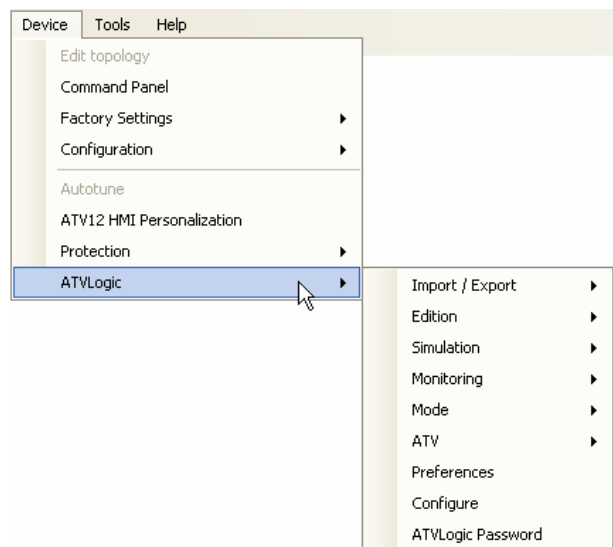 Device Tools Help
Edit topology
Command Panel
Factory Settings
Configuration
Autotune
ATV12 HMI Personalization
Protection
ATVLogic
Import / Export
Edition
Simulation
Monitoring
Mode
ATV
Preferences
Configure
ATVLogic Password